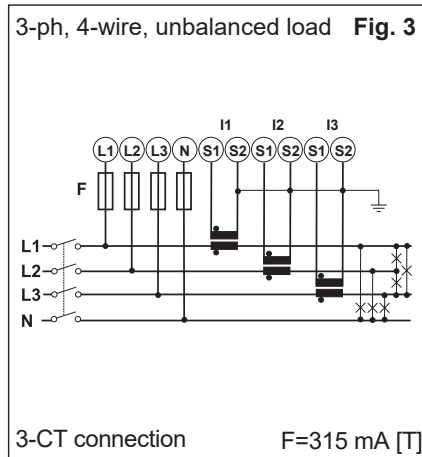 3-ph, 4-wire, unbalanced load Fig. 3
I1 I2 I3
L1 L2 L3 N S1 S2 S1 S2 S1 S2
F
L1
L2
L3
N
3-CT connection F=315 mA [T]